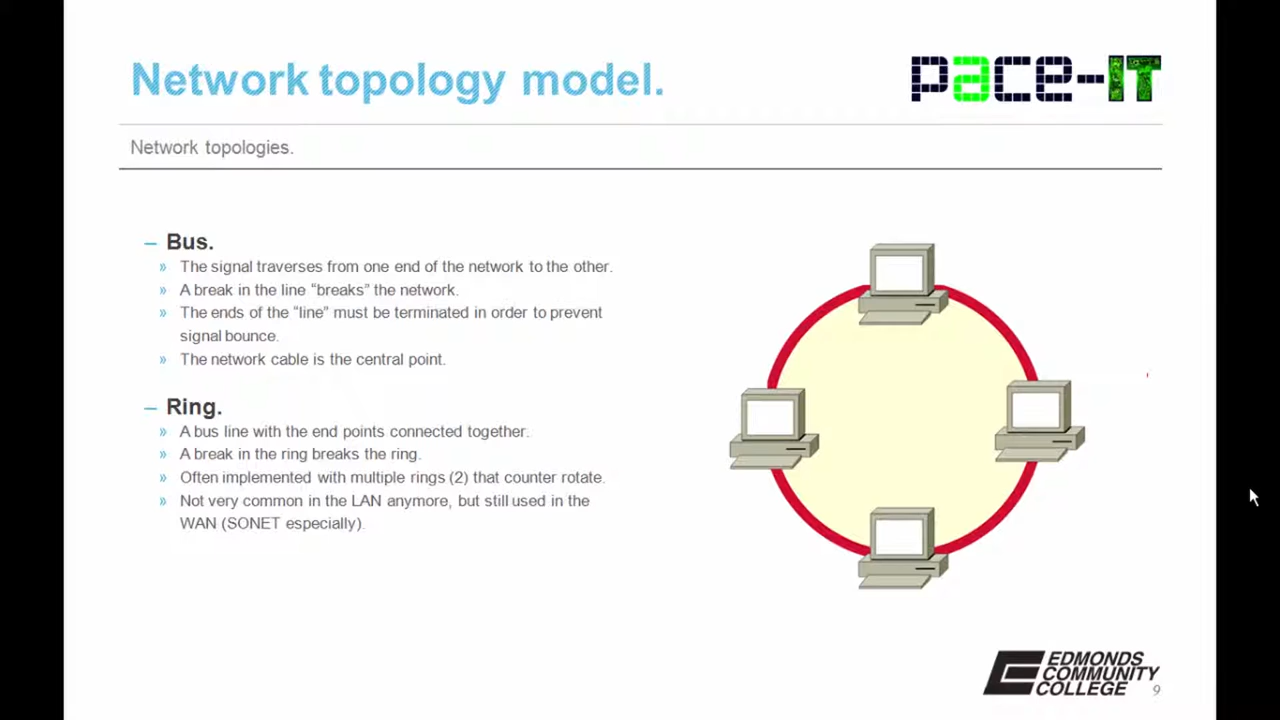 Network topology model.
pace-IT
Network topologies.
– Bus.
» The signal traverses from one end of the network to the other.
» A break in the line “breaks” the network.
» The ends of the “line” must be terminated in order to prevent
signal bounce.
» The network cable is the central point.
– Ring.
» A bus line with the end points connected together.
» A break in the ring breaks the ring.
» Often implemented with multiple rings (2) that counter rotate.
» Not very common in the LAN anymore, but still used in the
WAN (SONET especially).
EDMONDS
COMMUNITY
COLLEGE
9